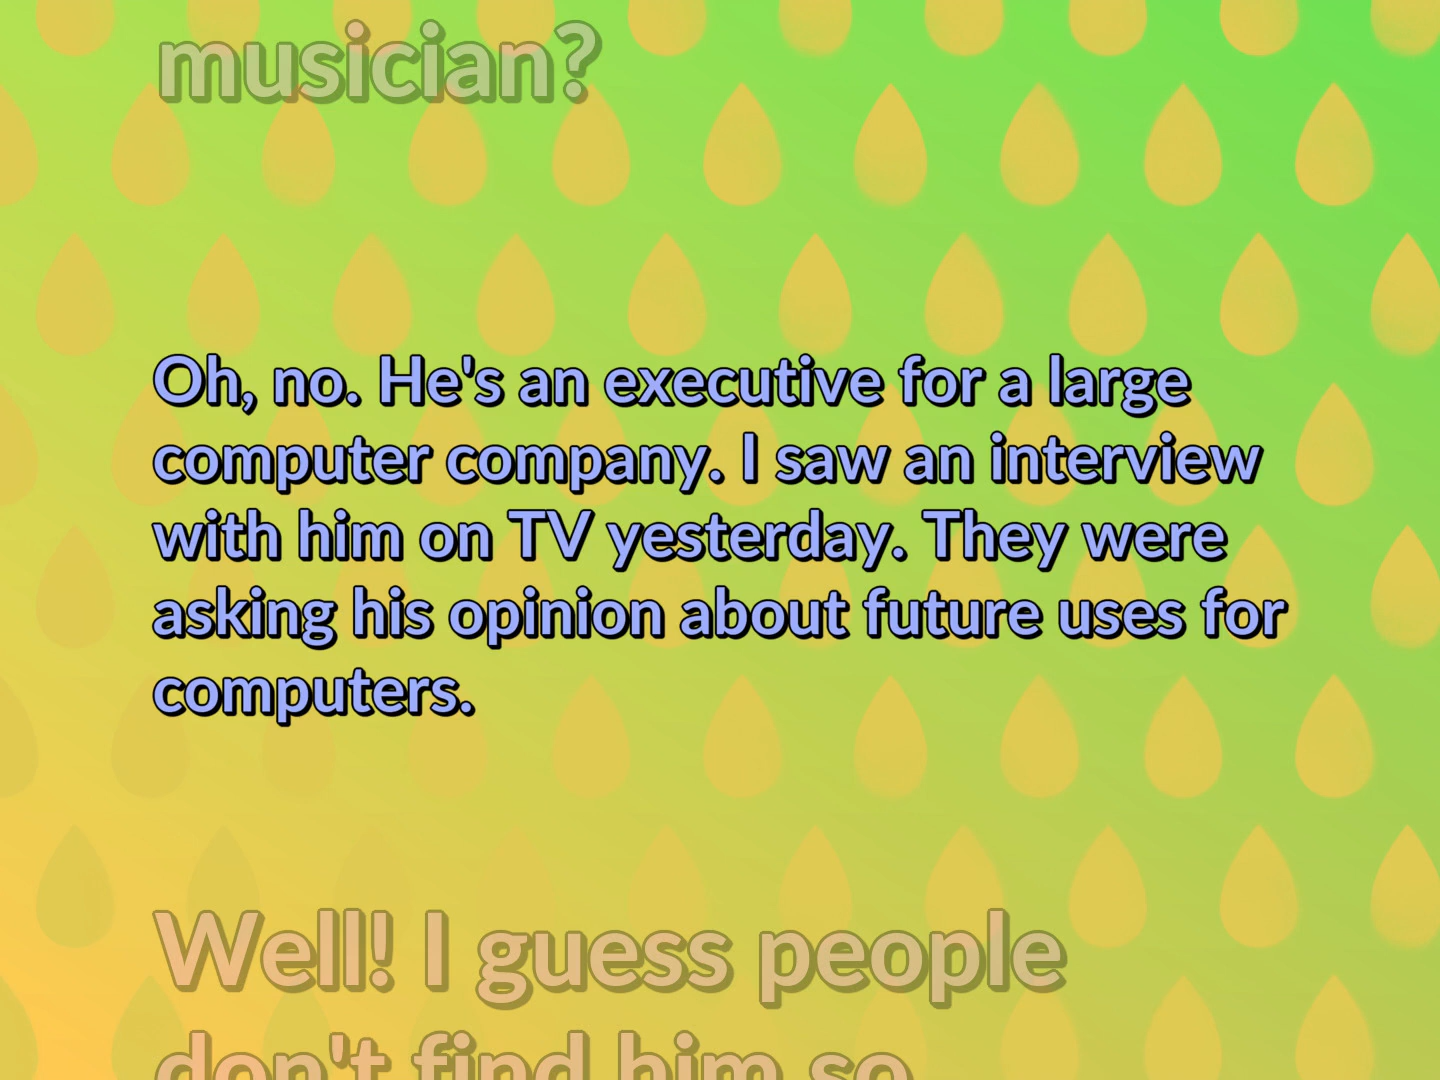 musician?
Oh, no. He's an executive for a large
computer company. I saw an interview
with him on TV yesterday. They were
asking his opinion about future uses for
computers.
Well! I guess people
don't find him so